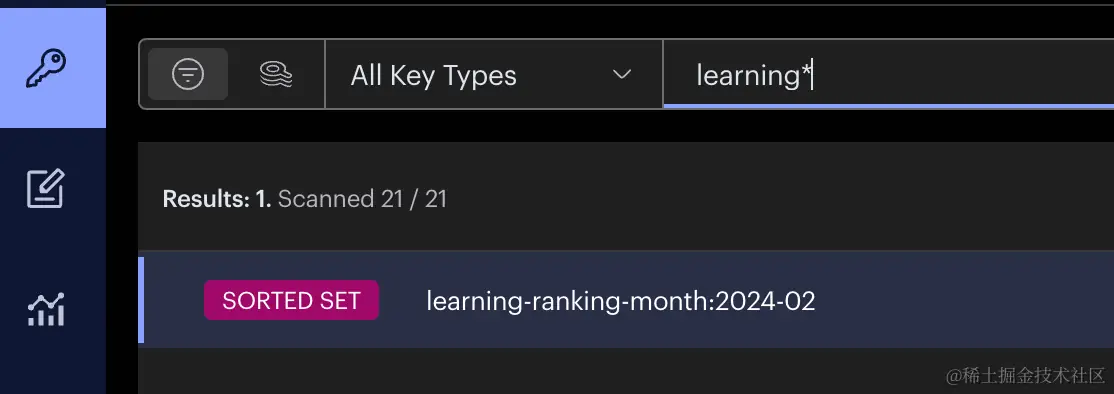 All Key Types
learning*
Results: 1. Scanned 21 / 21
SORTED SET
learning-ranking-month:2024-02
@稀土掘金技术社区